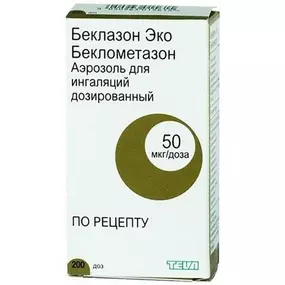 Беклазон Эко
Беклометазон
Аэрозоль для
ингаляций
дозированный
50
мкг/доза
ПО РЕЦЕПТУ
TEVA
200 доз